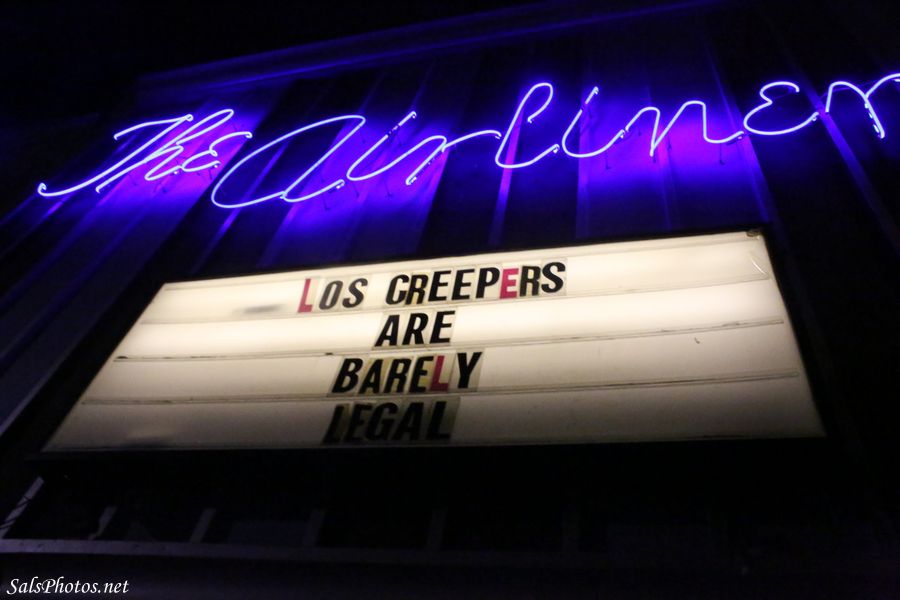 The Airliner
LOS CREEPERS
ARE
BARELY
LEGAL
SalsPhotos.net